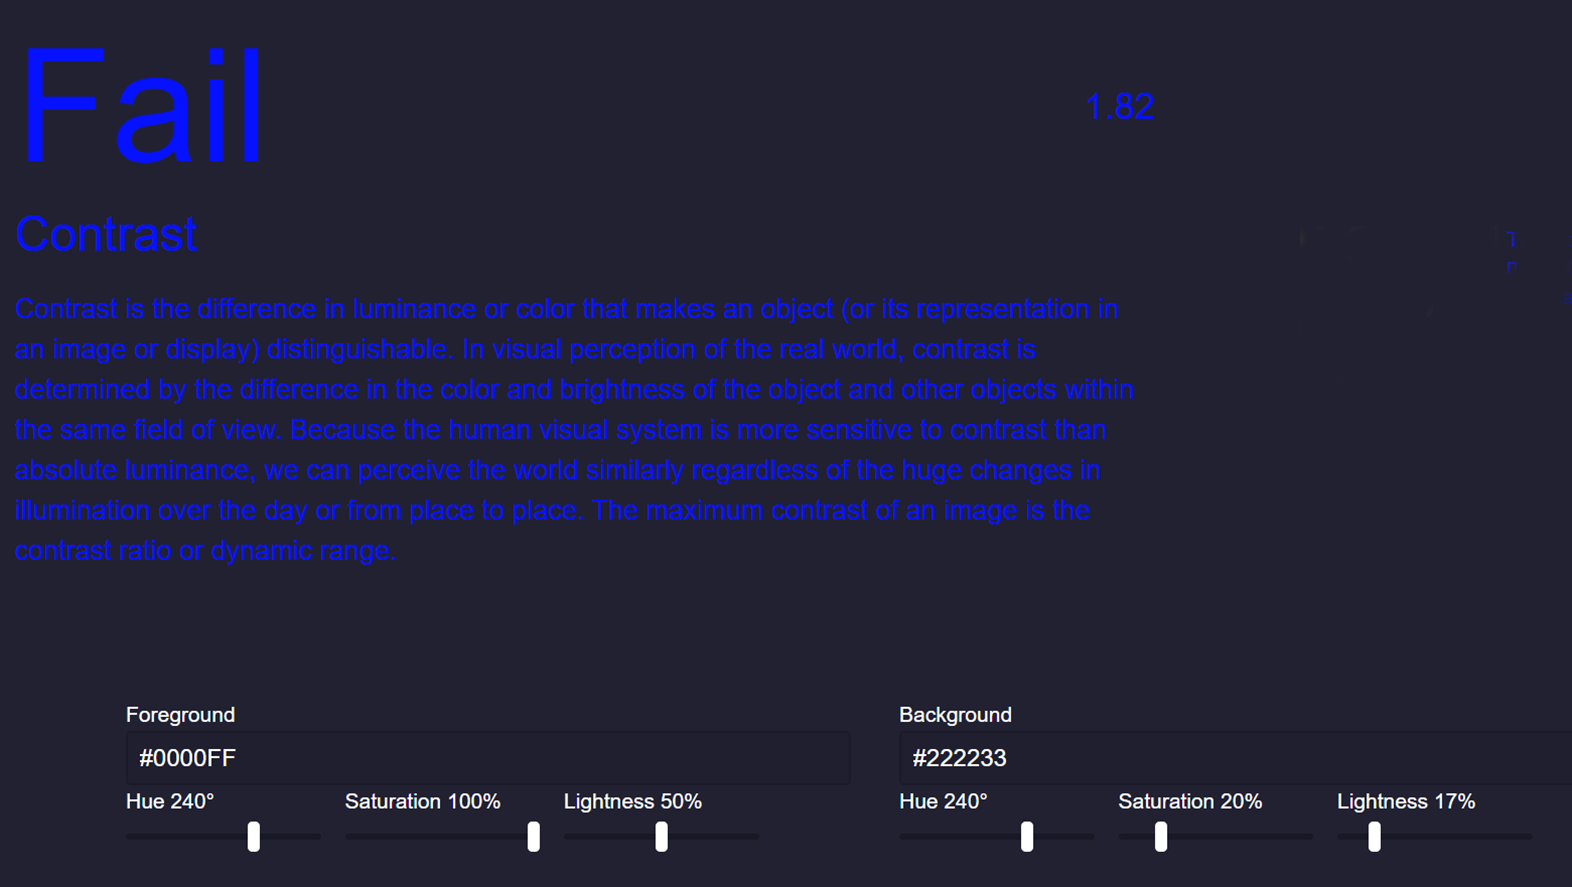 Fail
1.82
Contrast
Contrast is the difference in luminance or color that makes an object (or its representation in
an image or display) distinguishable. In visual perception of the real world, contrast is
determined by the difference in the color and brightness of the object and other objects within
the same field of view. Because the human visual system is more sensitive to contrast than
absolute luminance, we can perceive the world similarly regardless of the huge changes in
illumination over the day or from place to place. The maximum contrast of an image is the
contrast ratio or dynamic range.
Foreground
#0000FF
Hue 240° Saturation 100% Lightness 50%
Background
#222233
Hue 240° Saturation 20% Lightness 17%